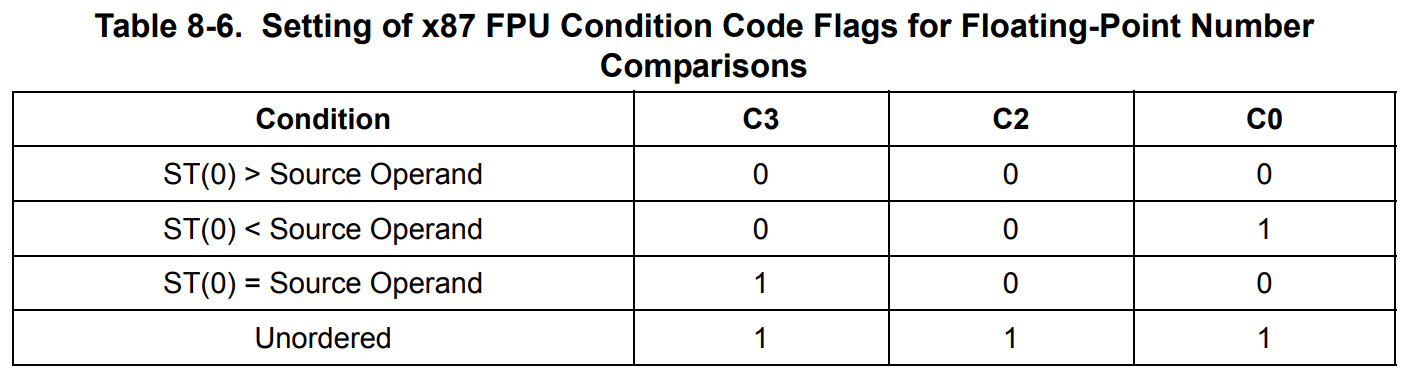 Table 8-6. Setting of x87 FPU Condition Code Flags for Floating-Point Number
Comparisons
Condition C3 C2 C0
ST(0) > Source Operand 0 0 0
ST(0) < Source Operand 0 0 1
ST(0) = Source Operand 1 0 0
Unordered 1 1 1